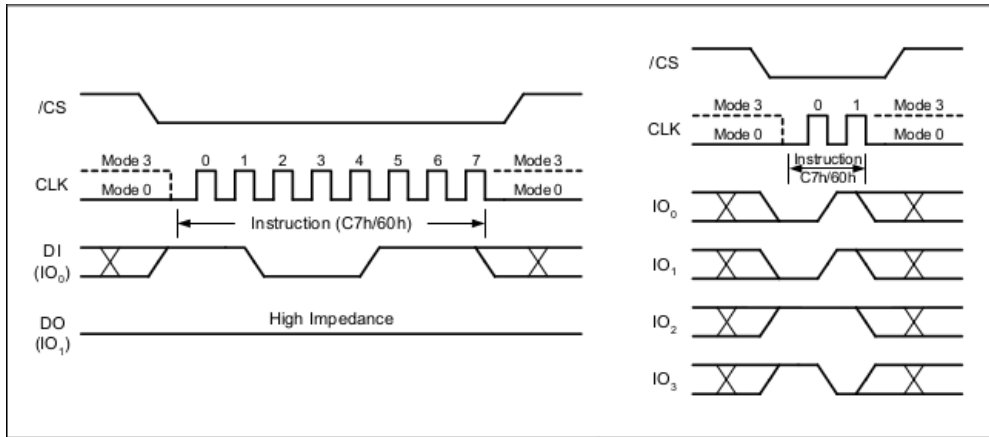 /CS
Mode 3 0 1 2 3 4 5 6 7 Mode 3
CLK Mode 0 Mode 0
Instruction (C7h/60h)
DI
(IO0)
High Impedance
DO
(IO1)
/CS
Mode 3 0 1 Mode 3
CLK Mode 0 Mode 0
Instruction
C7h/60h
IO0
IO1
IO2
IO3